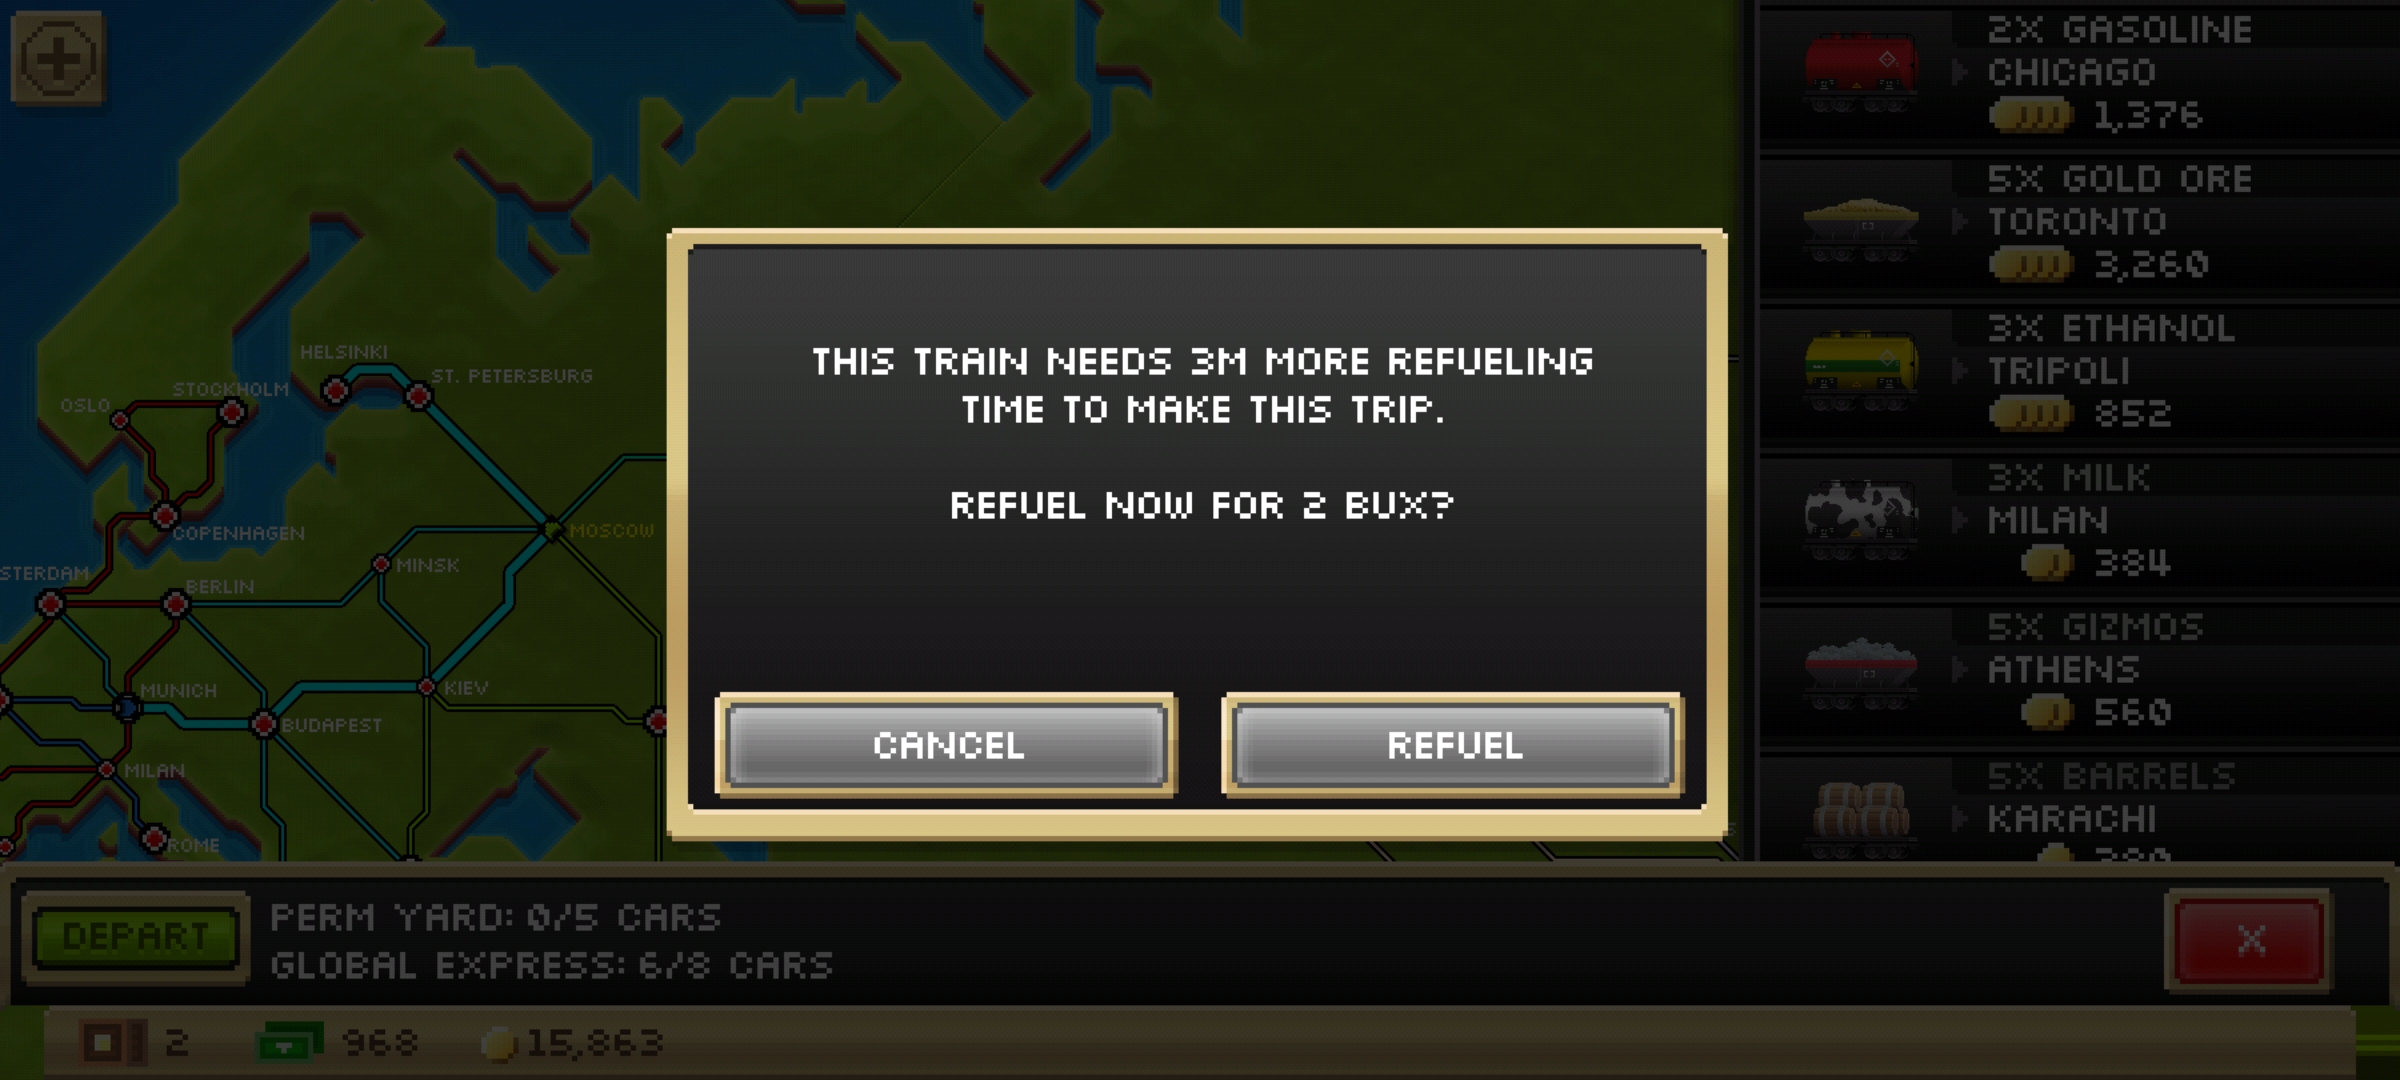 2X GASOLINE
CHICAGO
1,376
5X GOLD ORE
TORONTO
3,260
3X ETHANOL
TRIPOLI
852
3X MILK
MILAN
384
5X GIZMOS
ATHENS
560
5X BARRELS
KARACHI
HELSINKI
ST. PETERSBURG
STOCKHOLM
OSLO
COPENHAGEN
MOSCOW
MINSK
STERDAM
BERLIN
MUNICH
KIEV
BUDAPEST
MILAN
ROME
THIS TRAIN NEEDS 3M MORE REFUELING
TIME TO MAKE THIS TRIP.
REFUEL NOW FOR 2 BUX?
CANCEL
REFUEL
DEPART
PERM YARD: 0/5 CARS
GLOBAL EXPRESS: 6/8 CARS
X
2
968
15,863